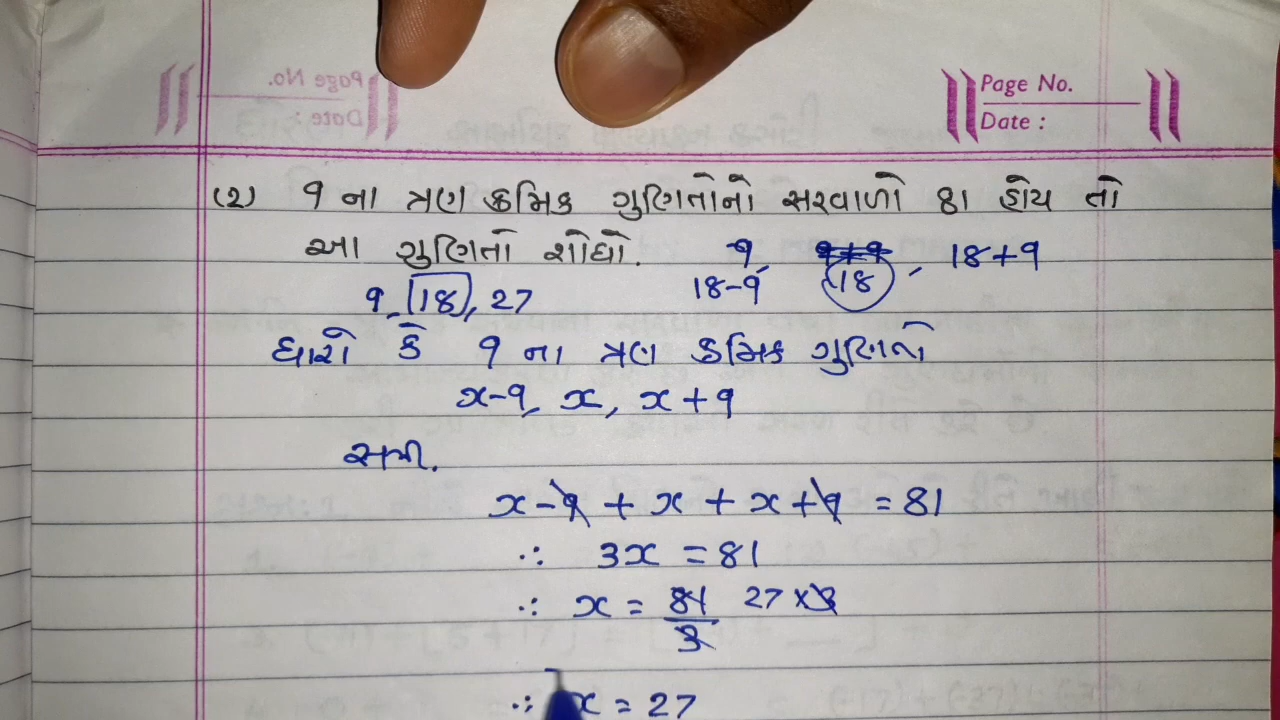 Page No.
Date :
(૨) 9 ના ત્રણ ક્રમિક ગુણિતોનો સરવાળો 81 હોય તો
આ ગુણિતો શોધો.
9, 18, 18+9
18-9
9, 18, 27
ધારો કે 9 ના ત્રણ ક્રમિક ગુણિતો
x-9, x, x+9
x-9 + x + x+9 = 81
∴ 3x = 81
∴ x = 81/3 27×3
∴ x = 27